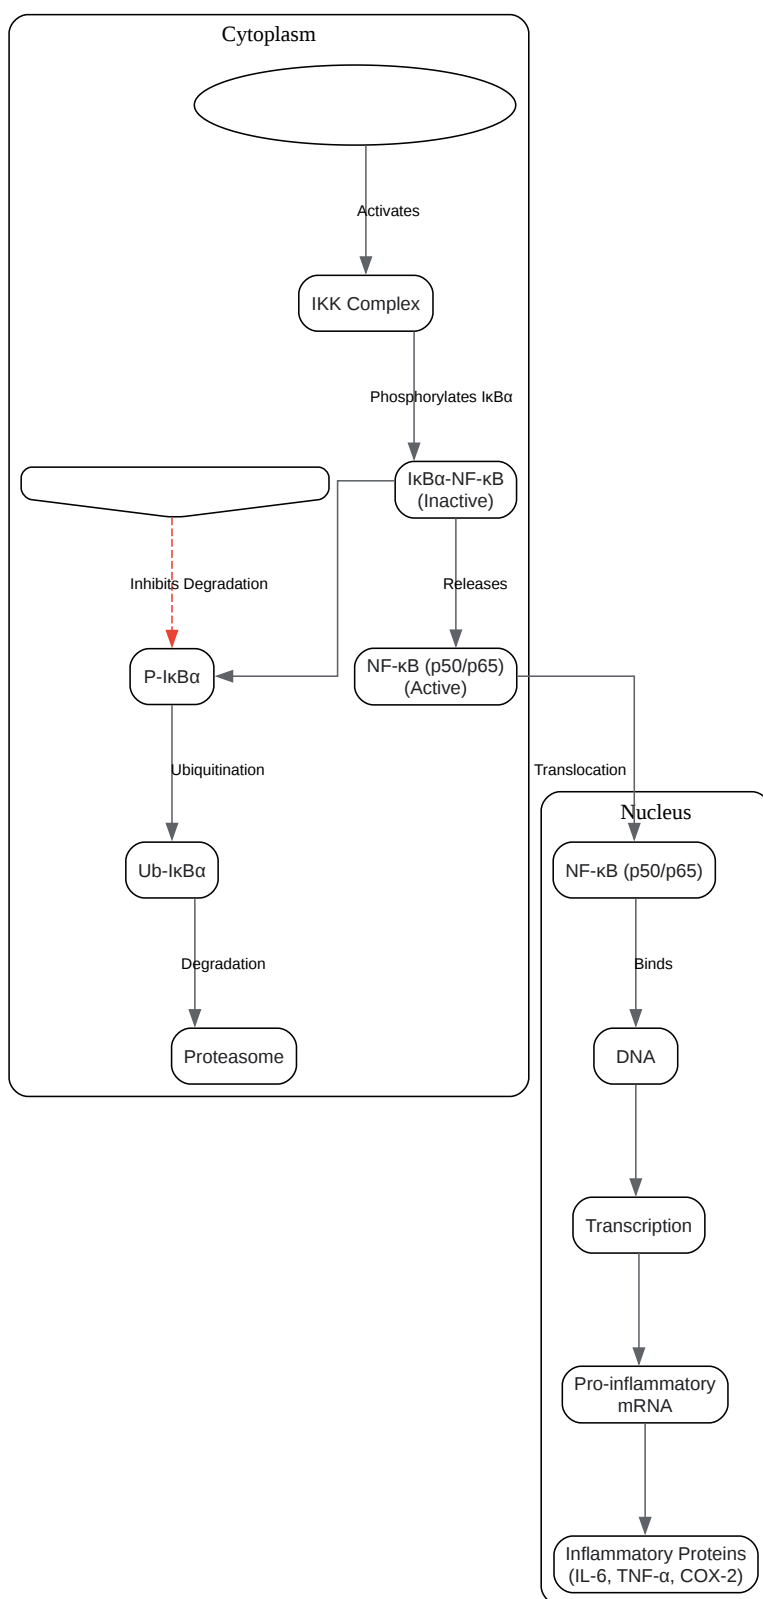 Cytoplasm
Activates
IKK Complex
Phosphorylates IκBα
IκBα-NF-κB
(Inactive)
Inhibits Degradation
Releases
P-IκBα
NF-κB (p50/p65)
(Active)
Ubiquitination
Translocation
Nucleus
Ub-IκBα
NF-κB (p50/p65)
Degradation
Binds
Proteasome
DNA
Transcription
Pro-inflammatory
mRNA
Inflammatory Proteins
(IL-6, TNF-α, COX-2)